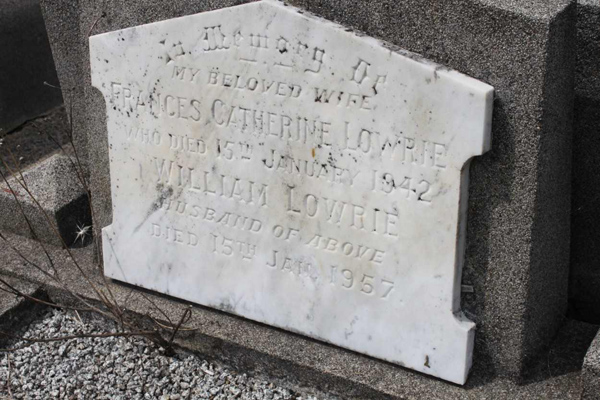 In Memory Of
MY BELOVED WIFE
FRANCES CATHERINE LOWRIE
WHO DIED 15TH JANUARY 1942
WILLIAM LOWRIE
HUSBAND OF ABOVE
DIED 15TH JAN. 1957.